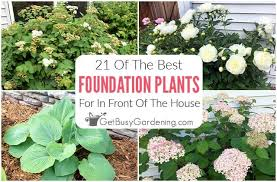 21 Of The Best
FOUNDATION PLANTS
For In Front Of The House
GetBusyGardening.com